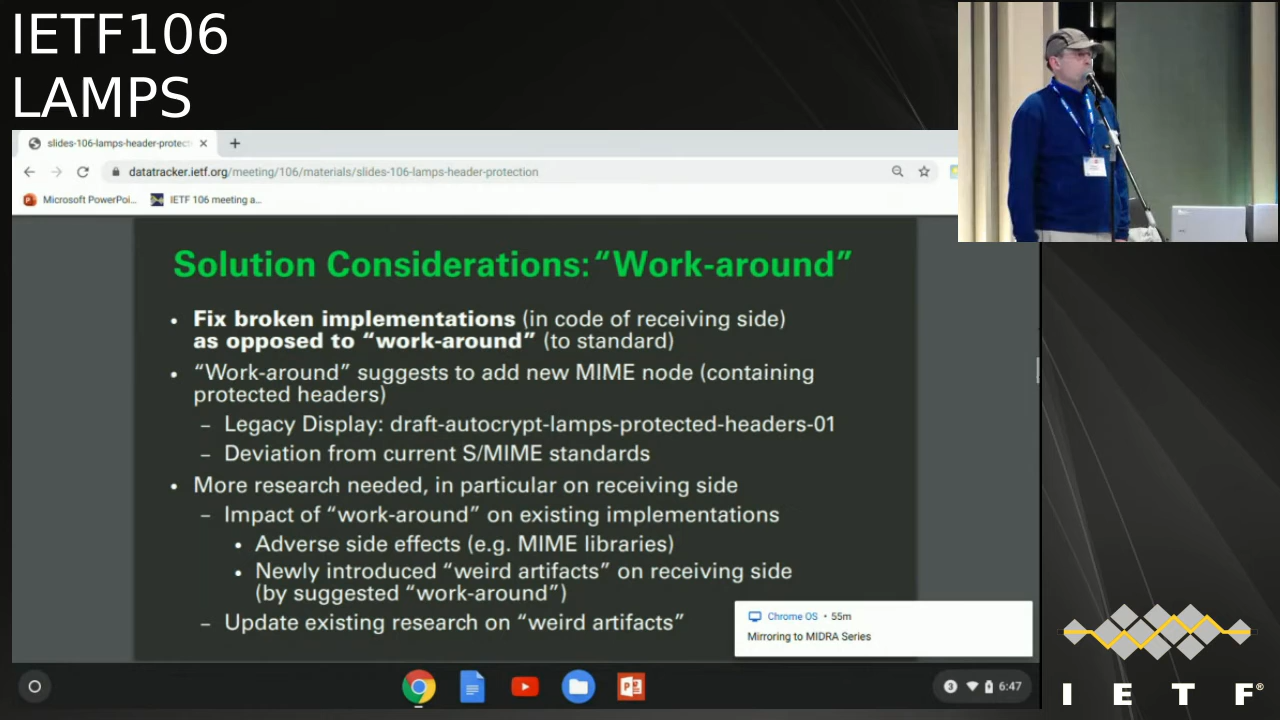 IETF106
LAMPS
slides-106-lamps-header-protect
datatracker.ietf.org/meeting/106/materials/slides-106-lamps-header-protection
Microsoft PowerPoi...
IETF 106 meeting a...
Solution Considerations: “Work-around”
• Fix broken implementations (in code of receiving side)
as opposed to “work-around” (to standard)
• “Work-around” suggests to add new MIME node (containing
protected headers)
– Legacy Display: draft-autocrypt-lamps-protected-headers-01
– Deviation from current S/MIME standards
• More research needed, in particular on receiving side
– Impact of “work-around” on existing implementations
• Adverse side effects (e.g. MIME libraries)
• Newly introduced “weird artifacts” on receiving side
(by suggested “work-around”)
– Update existing research on “weird artifacts”
Chrome OS • 55m
Mirroring to MIDRA Series
3 6:47
I E T F®